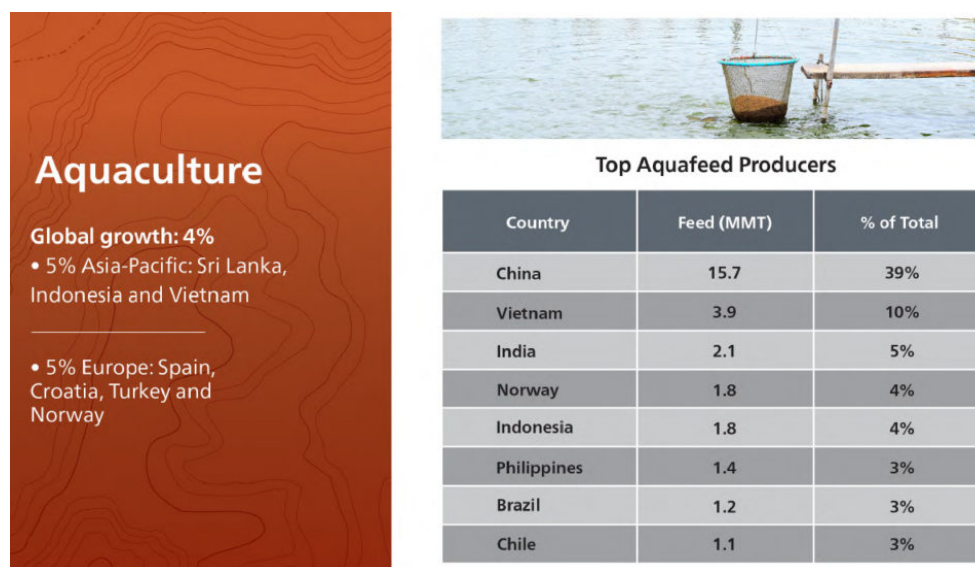 Aquaculture
Global growth: 4%
• 5% Asia-Pacific: Sri Lanka,
Indonesia and Vietnam
• 5% Europe: Spain,
Croatia, Turkey and
Norway
Top Aquafeed Producers
Country Feed (MMT) % of Total
China 15.7 39%
Vietnam 3.9 10%
India 2.1 5%
Norway 1.8 4%
Indonesia 1.8 4%
Philippines 1.4 3%
Brazil 1.2 3%
Chile 1.1 3%